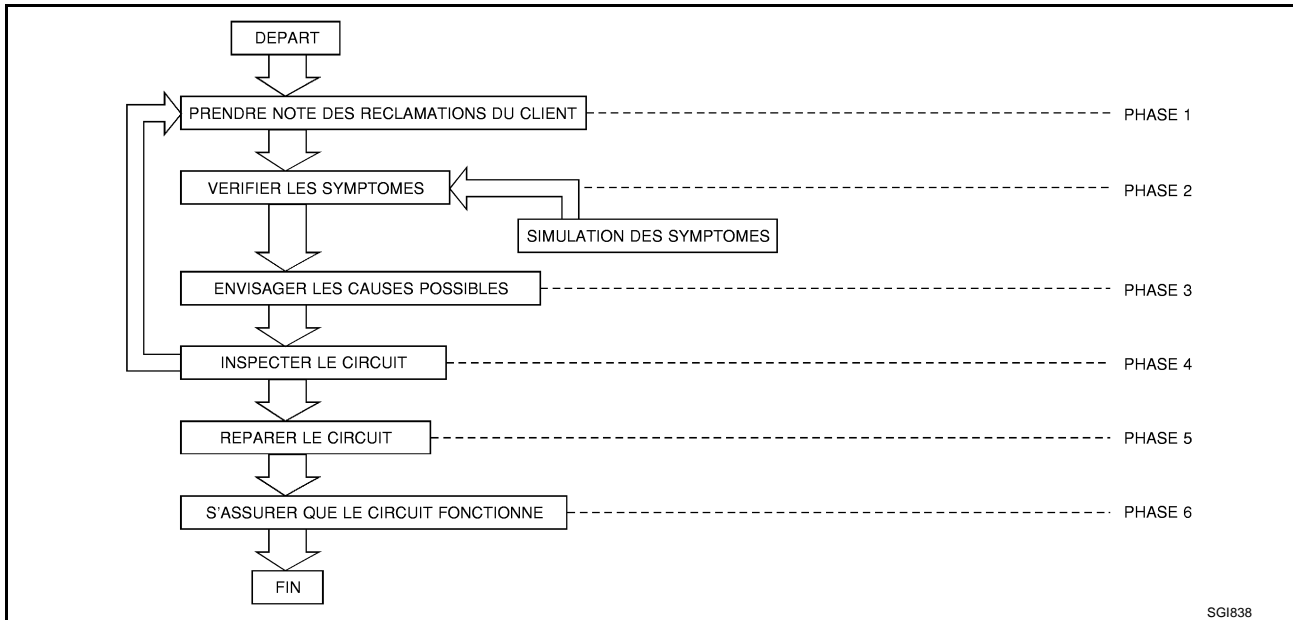 DEPART
PRENDRE NOTE DES RECLAMATIONS DU CLIENT
PHASE 1
VERIFIER LES SYMPTOMES
PHASE 2
SIMULATION DES SYMPTOMES
ENVISAGER LES CAUSES POSSIBLES
PHASE 3
INSPECTER LE CIRCUIT
PHASE 4
REPARER LE CIRCUIT
PHASE 5
S'ASSURER QUE LE CIRCUIT FONCTIONNE
PHASE 6
FIN
SGI838